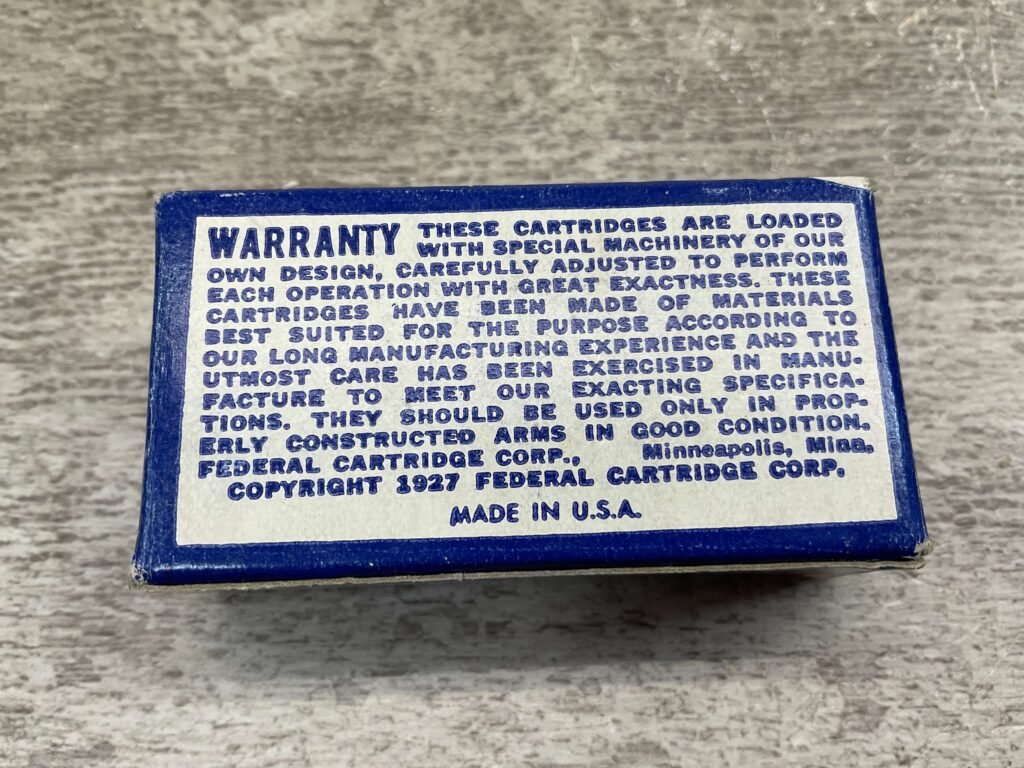 WARRANTY THESE CARTRIDGES ARE LOADED
WITH SPECIAL MACHINERY OF OUR
OWN DESIGN, CAREFULLY ADJUSTED TO PERFORM
EACH OPERATION WITH GREAT EXACTNESS. THESE
CARTRIDGES HAVE BEEN MADE OF MATERIALS
BEST SUITED FOR THE PURPOSE ACCORDING TO
OUR LONG MANUFACTURING EXPERIENCE AND THE
UTMOST CARE HAS BEEN EXERCISED IN MANU-
FACTURE TO MEET OUR EXACTING SPECIFICA-
TIONS. THEY SHOULD BE USED ONLY IN PROP-
ERLY CONSTRUCTED ARMS IN GOOD CONDITION.
FEDERAL CARTRIDGE CORP., Minneapolis, Minn.
COPYRIGHT 1927 FEDERAL CARTRIDGE CORP.
MADE IN U.S.A.